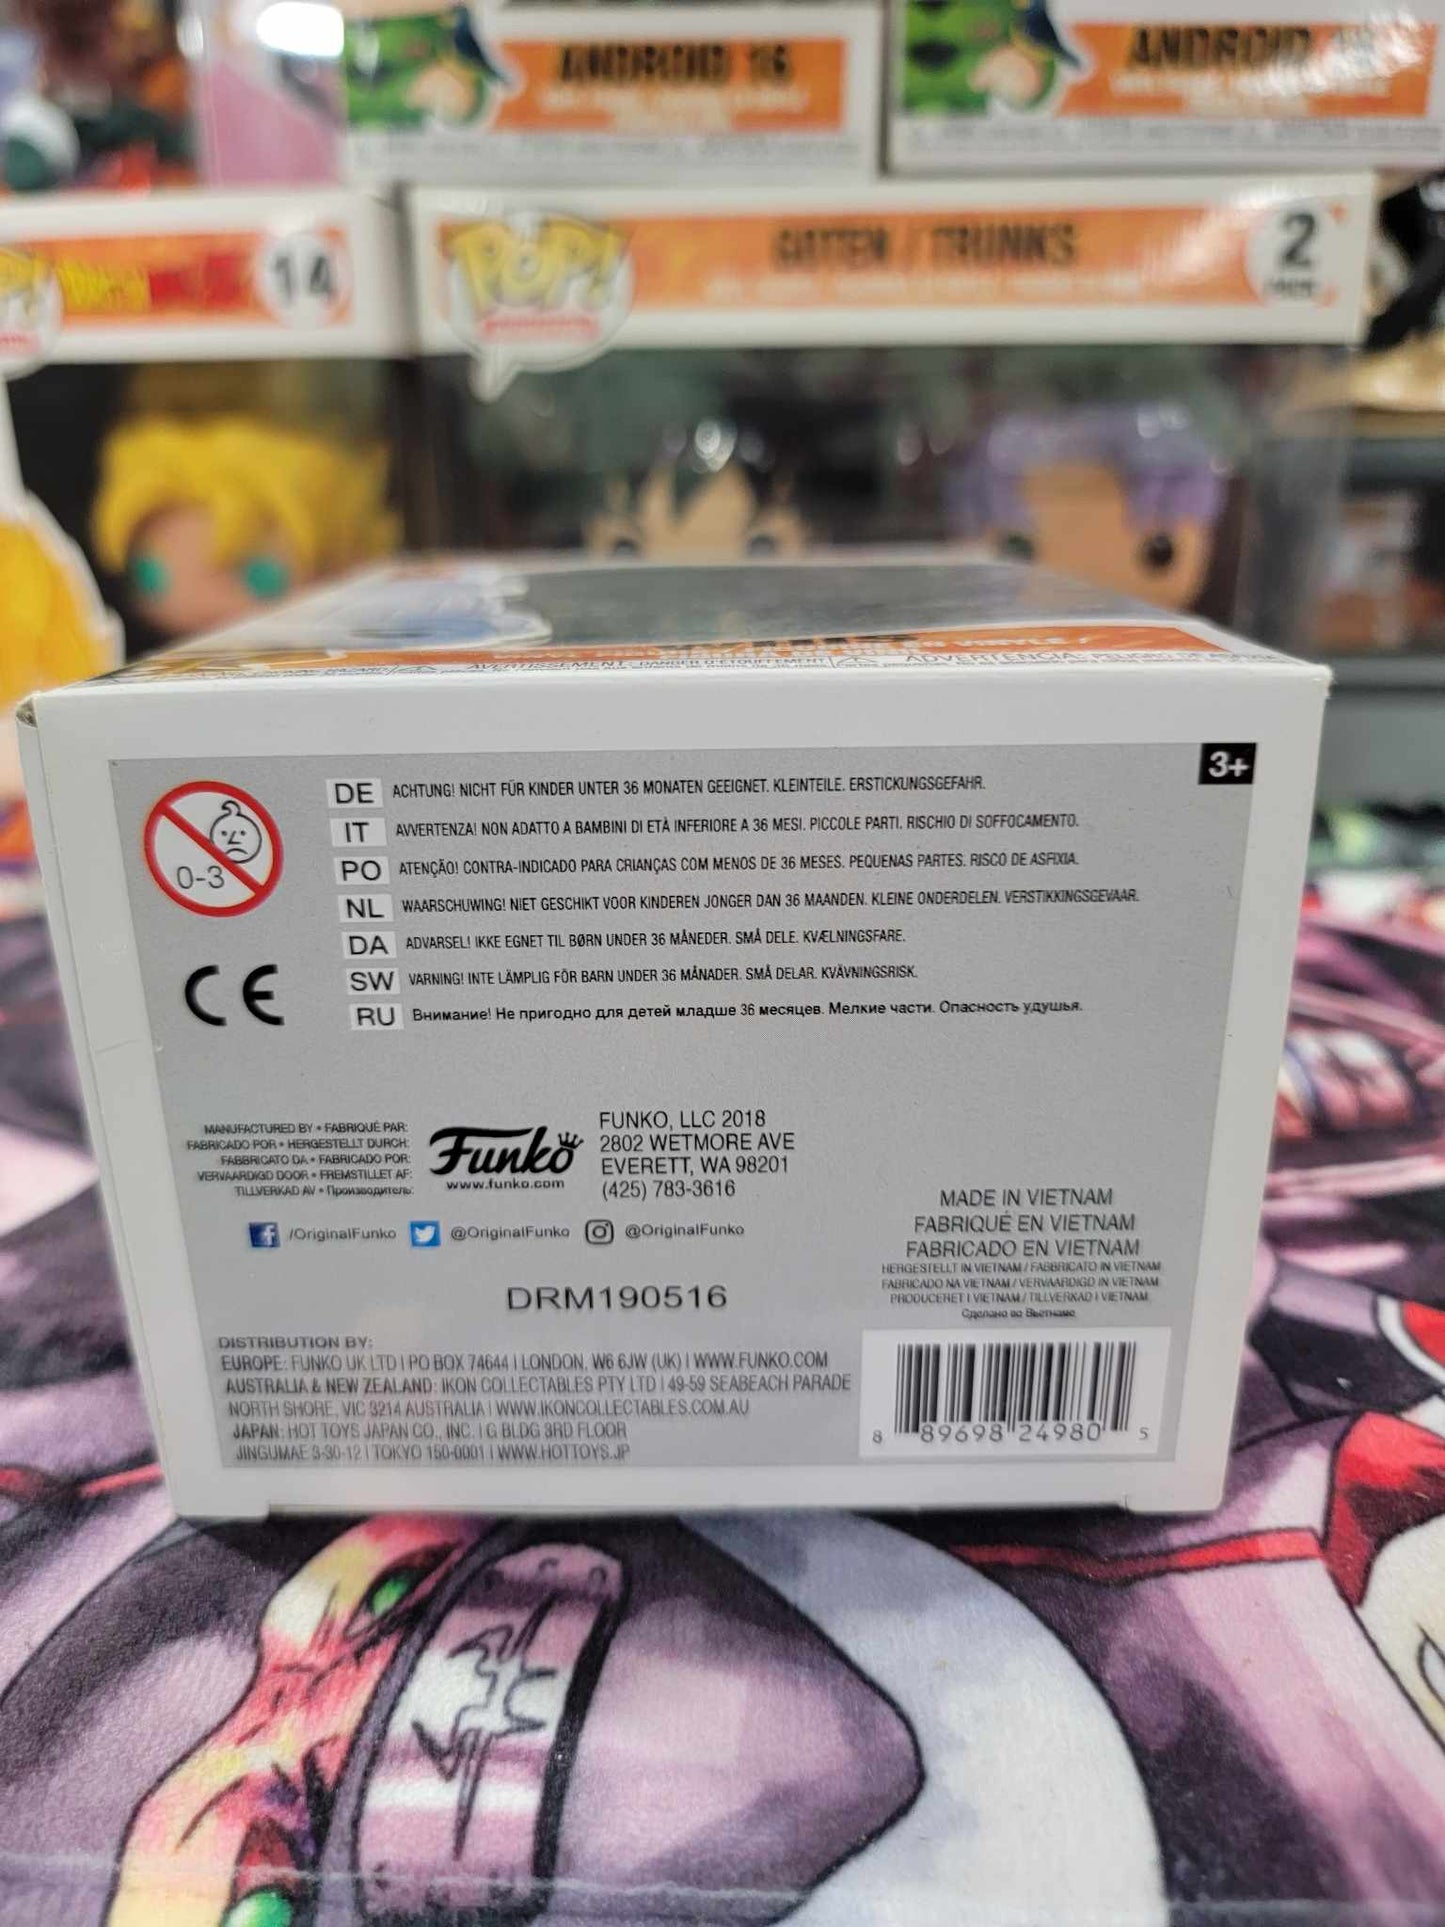 ANDROID 16
ANDROID
14
POP!
GOTEN / TRUNKS
2
AVERTISSEMENT
ADVERTENCIA
3+
0-3
DE ACHTUNG! NICHT FÜR KINDER UNTER 36 MONATEN GEEIGNET. KLEINTEILE. ERSTICKUNGSGEFAHR.
IT AVVERTENZA! NON ADATTO A BAMBINI DI ETÀ INFERIORE A 36 MESI. PICCOLE PARTI. RISCHIO DI SOFFOCAMENTO.
PO ATENÇÃO! CONTRA-INDICADO PARA CRIANÇAS COM MENOS DE 36 MESES. PEQUENAS PARTES. RISCO DE ASFIXIA.
NL WAARSCHUWING! NIET GESCHIKT VOOR KINDEREN JONGER DAN 36 MAANDEN. KLEINE ONDERDELEN. VERSTIKKINGSGEVAAR.
DA ADVARSEL! IKKE EGNET TIL BØRN UNDER 36 MÅNEDER. SMÅ DELE. KVÆLNINGSFARE.
SW VARNING! INTE LÄMPLIG FÖR BARN UNDER 36 MÅNADER. SMÅ DELAR. KVÄVNINGSRISK.
RU Внимание! Не пригодно для детей младше 36 месяцев. Мелкие части. Опасность удушья.
CE
MANUFACTURED BY • FABRIQUÉ PAR:
FABRICADO POR • HERGESTELLT DURCH:
FABBRICATO DA • FABRICADO POR:
VERVAARDIGD DOOR • FREMSTILLET AF:
TILLVERKAD AV • Производитель:
Funko
www.funko.com
FUNKO, LLC 2018
2802 WETMORE AVE
EVERETT, WA 98201
(425) 783-3616
/OriginalFunko @OriginalFunko @OriginalFunko
DRM190516
MADE IN VIETNAM
FABRIQUÉ EN VIETNAM
FABRICADO EN VIETNAM
HERGESTELLT IN VIETNAM / FABBRICATO IN VIETNAM
FABRICADO NA VIETNAM / VERVAARDIGD IN VIETNAM
PRODUCERET I VIETNAM / TILLVERKAD I VIETNAM
Сделано во Вьетнаме
DISTRIBUTION BY:
EUROPE: FUNKO UK LTD | PO BOX 74644 | LONDON, W6 6JW (UK) | WWW.FUNKO.COM
AUSTRALIA & NEW ZEALAND: IKON COLLECTABLES PTY LTD | 49-59 SEABEACH PARADE
NORTH SHORE, VIC 3214 AUSTRALIA | WWW.IKONCOLLECTABLES.COM.AU
JAPAN: HOT TOYS JAPAN CO., INC. | G BLDG 3RD FLOOR
JINGUMAE 3-30-12 | TOKYO 150-0001 | WWW.HOTTOYS.JP
8 89698 24980 5